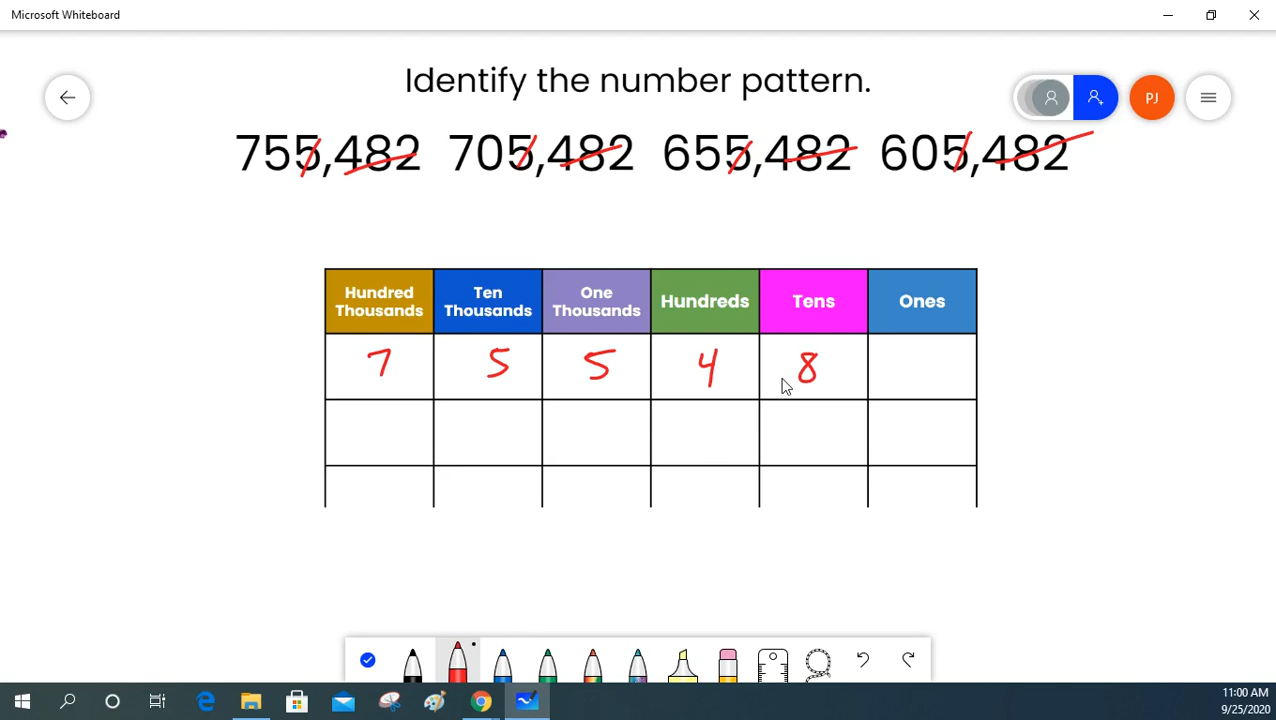 Microsoft Whiteboard
Identify the number pattern.
PJ
755,482 705,482 655,482 605,482
Hundred Thousands
Ten Thousands
One Thousands
Hundreds
Tens
Ones
7 5 5 4 8
11:00 AM
9/25/2020